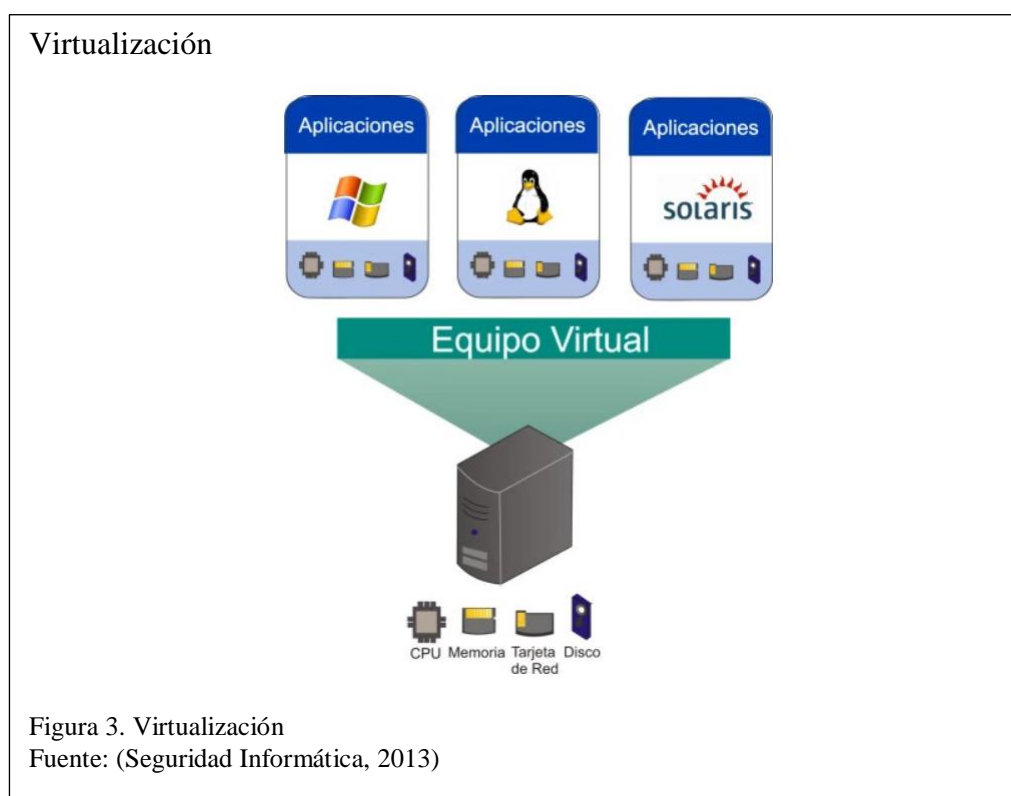 Virtualización
Aplicaciones Aplicaciones Aplicaciones
solaris
Equipo Virtual
CPU Memoria Tarjeta de Red Disco
Figura 3. Virtualización
Fuente: (Seguridad Informática, 2013)